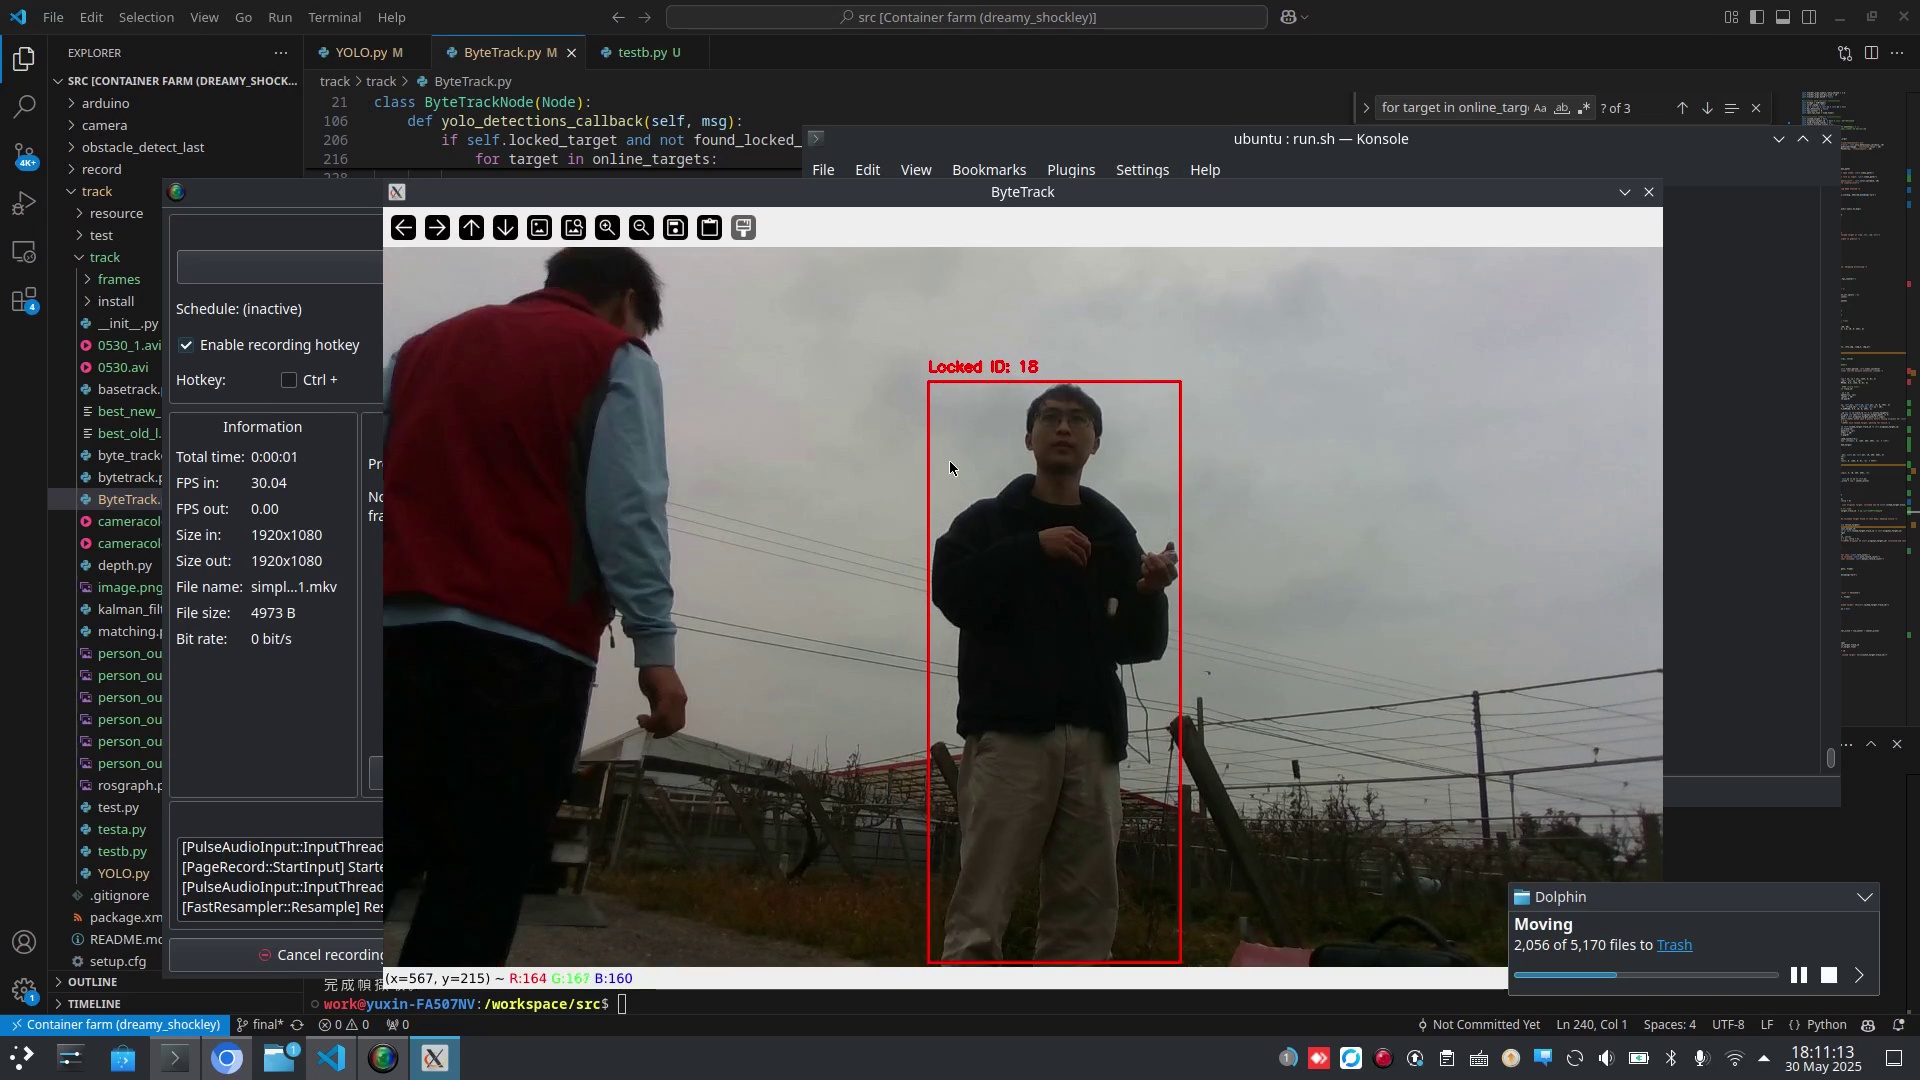 File Edit Selection View Go Run Terminal Help
src [Container farm (dreamy_shockley)]
EXPLORER
SRC [CONTAINER FARM (DREAMY_SHOCK...
arduino
camera
obstacle_detect_last
record
track
resource
test
track
frames
install
__init__.py
0530_1.avi
0530.avi
basetrack.
best_new_
best_old_l.
byte_track
bytetrack.p
ByteTrack.
cameracol
cameracol
depth.py
image.png
kalman_filt
matching.p
person_ou
person_ou
person_ou
person_ou
person_ou
person_ou
rosgraph.p
test.py
testa.py
testb.py
YOLO.py
.gitignore
package.xm
README.md
setup.cfg
OUTLINE
TIMELINE
4K+
4
1
YOLO.py M
ByteTrack.py M
testb.py U
track > track > ByteTrack.py
21 class ByteTrackNode(Node):
106 def yolo_detections_callback(self, msg):
206 if self.locked_target and not found_locked_
216 for target in online_targets:
for target in online_targ Aa ab ? of 3
ubuntu : run.sh — Konsole
File Edit View Bookmarks Plugins Settings Help
Schedule: (inactive)
Enable recording hotkey
Hotkey: Ctrl +
Information
Total time: 0:00:01
FPS in: 30.04
FPS out: 0.00
Size in: 1920x1080
Size out: 1920x1080
File name: simpl...1.mkv
File size: 4973 B
Bit rate: 0 bit/s
Pr
No
fra
[PulseAudioInput::InputThread
[PageRecord::StartInput] Starte
[PulseAudioInput::InputThread
[FastResampler::Resample] Res
Cancel recording
ByteTrack
Locked ID: 18
(x=567, y=215) ~ R:164 G:167 B:160
work@yuxin-FA507NV:/workspace/src$
Dolphin
Moving
2,056 of 5,170 files to Trash
Container farm (dreamy_shockley) final* 0 0 0
Not Committed Yet Ln 240, Col 1 Spaces: 4 UTF-8 LF {} Python
1
1
18:11:13
30 May 2025